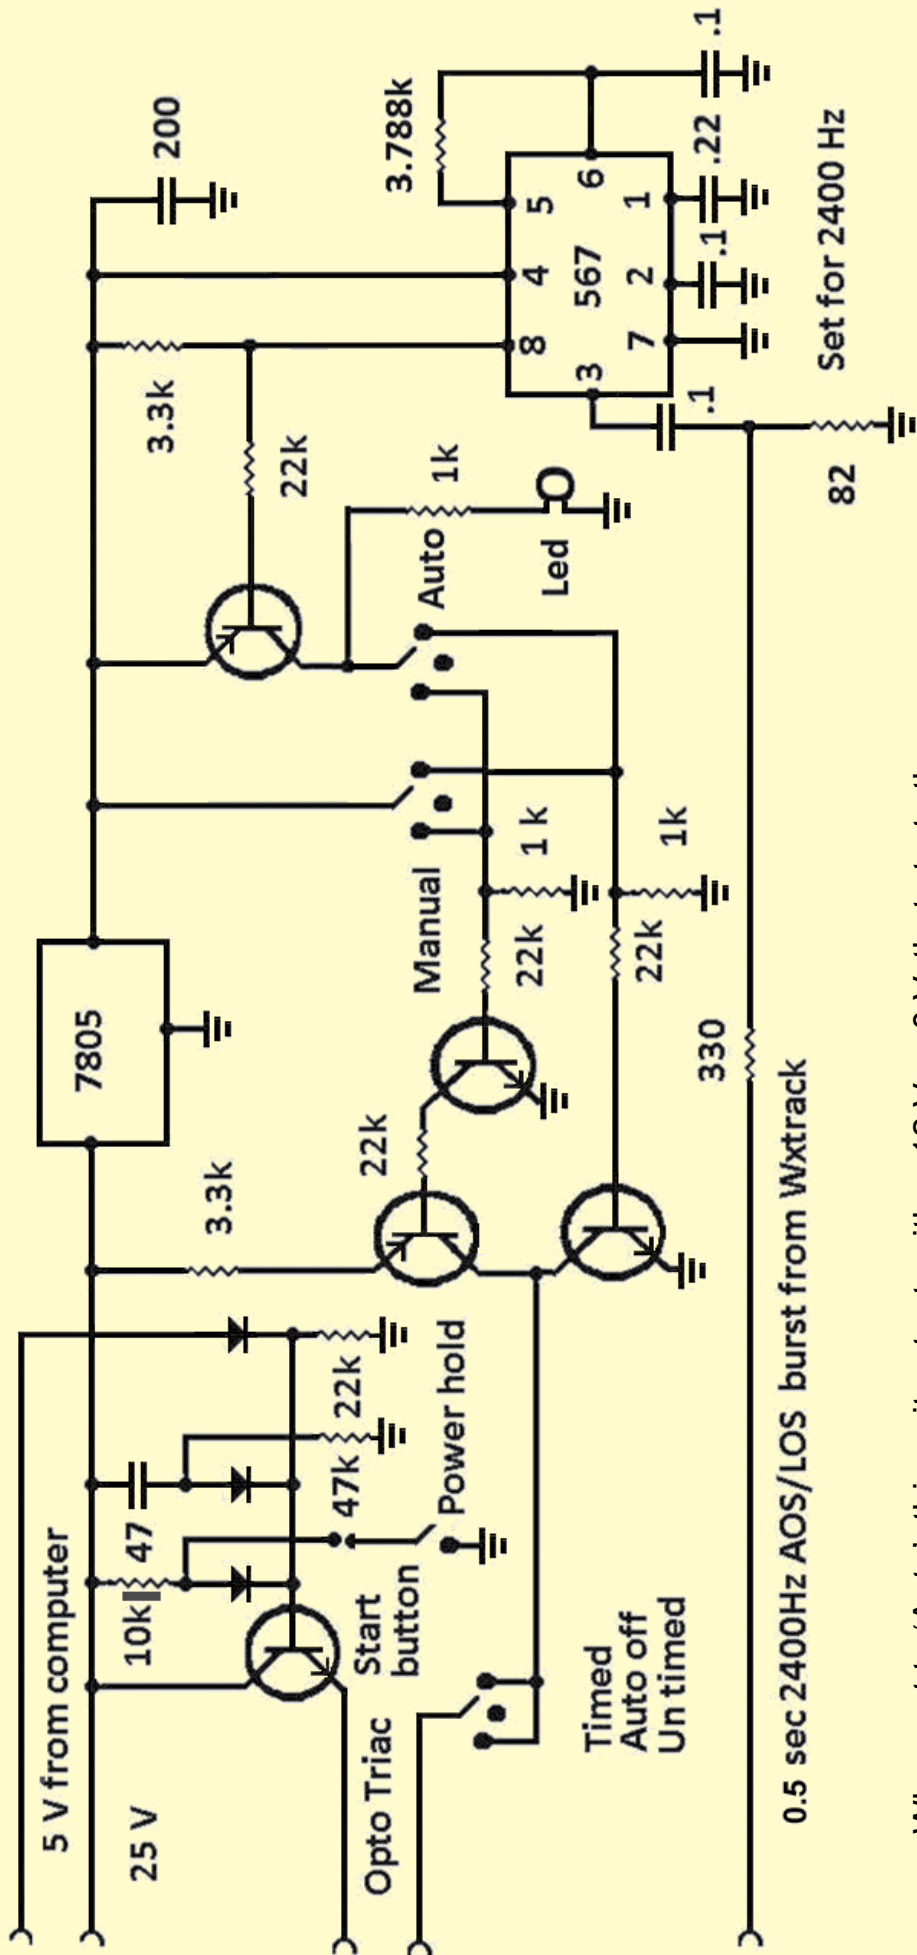 5 V from computer
25 V
10k
47
3.3k
7805
3.3k
200
22k
Opto Triac
Start
button
47k
22k
Power hold
22k
Manual
Auto
1k
3.788k
22k
1 k
Led
8
4
5
3
567
6
7
2
1
Timed
Auto off
Un timed
22k
1k
330
.1
.1
.22
.1
0.5 sec 2400Hz AOS/LOS burst from Wxtrack
82
Set for 2400 Hz